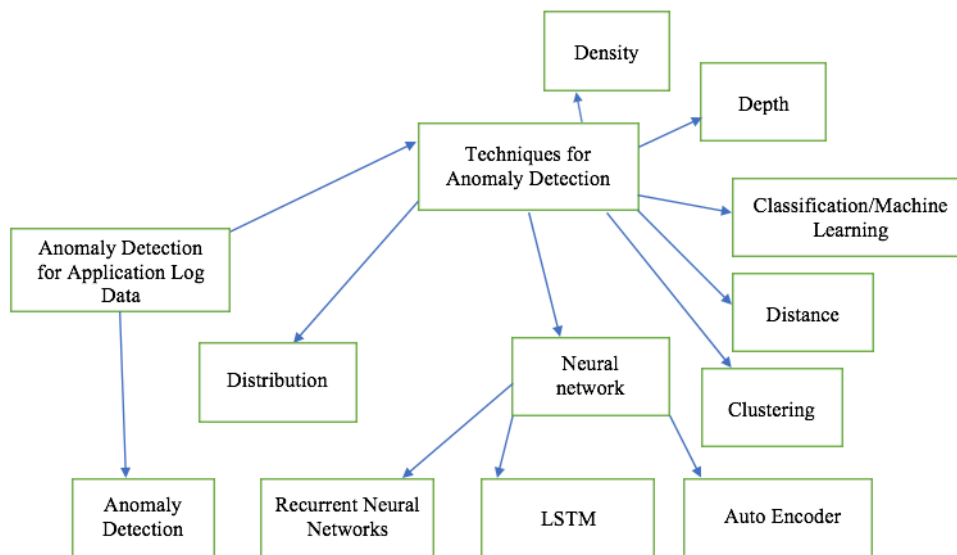 Density
Depth
Techniques for
Anomaly Detection
Classification/Machine
Learning
Anomaly Detection
for Application Log
Data
Distance
Distribution
Neural
network
Clustering
Anomaly
Detection
Recurrent Neural
Networks
LSTM
Auto Encoder